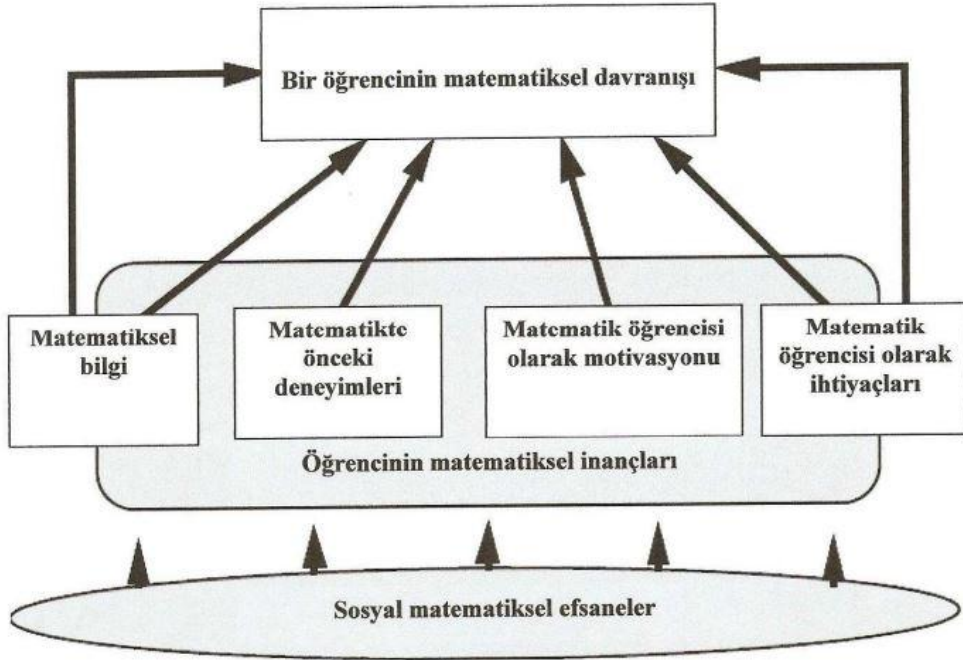 Bir öğrencinin matematiksel davranışı
Matematiksel
bilgi
Matematikte
önceki
deneyimleri
Matematik öğrencisi
olarak motivasyonu
Matematik
öğrencisi olarak
ihtiyaçları
Öğrencinin matematiksel inançları
Sosyal matematiksel efsaneler